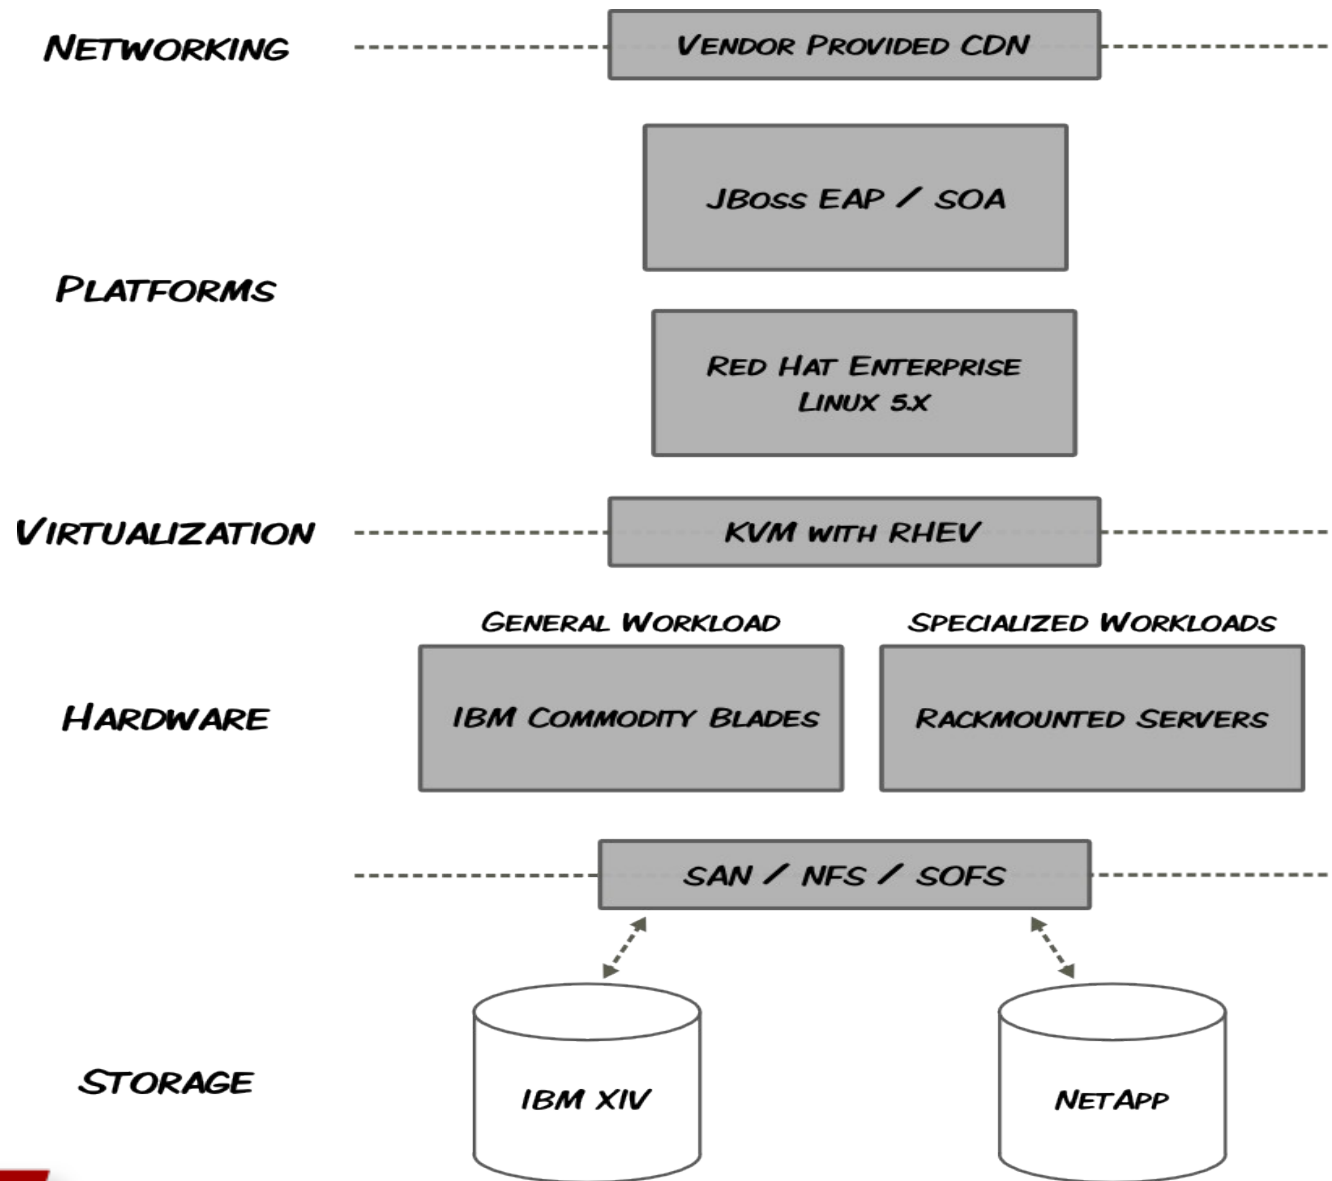 Networking
Vendor Provided CDN
JBoss EAP / SOA
Platforms
Red Hat Enterprise
Linux 5.x
Virtualization
KVM with RHEV
General Workload
Specialized Workloads
Hardware
IBM Commodity Blades
Rackmounted Servers
SAN / NFS / SOFS
Storage
IBM XIV
NetApp